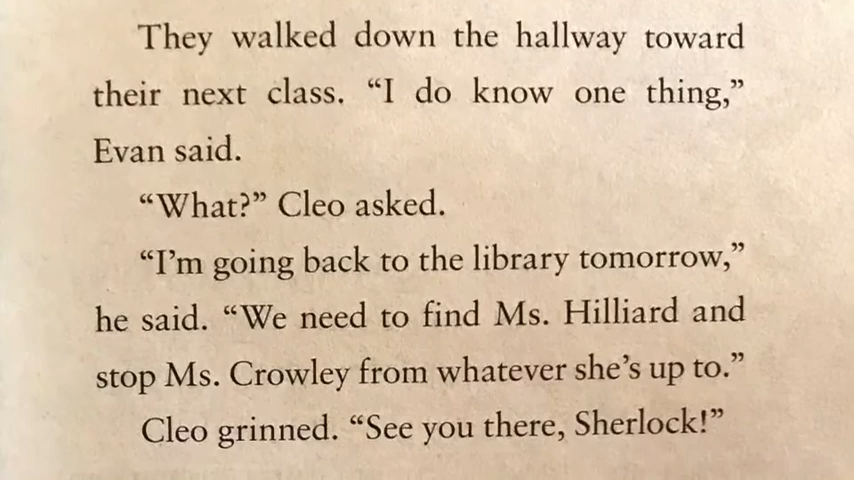 They walked down the hallway toward
their next class. “I do know one thing,”
Evan said.
“What?” Cleo asked.
“I’m going back to the library tomorrow,”
he said. “We need to find Ms. Hilliard and
stop Ms. Crowley from whatever she’s up to.”
Cleo grinned. “See you there, Sherlock!”